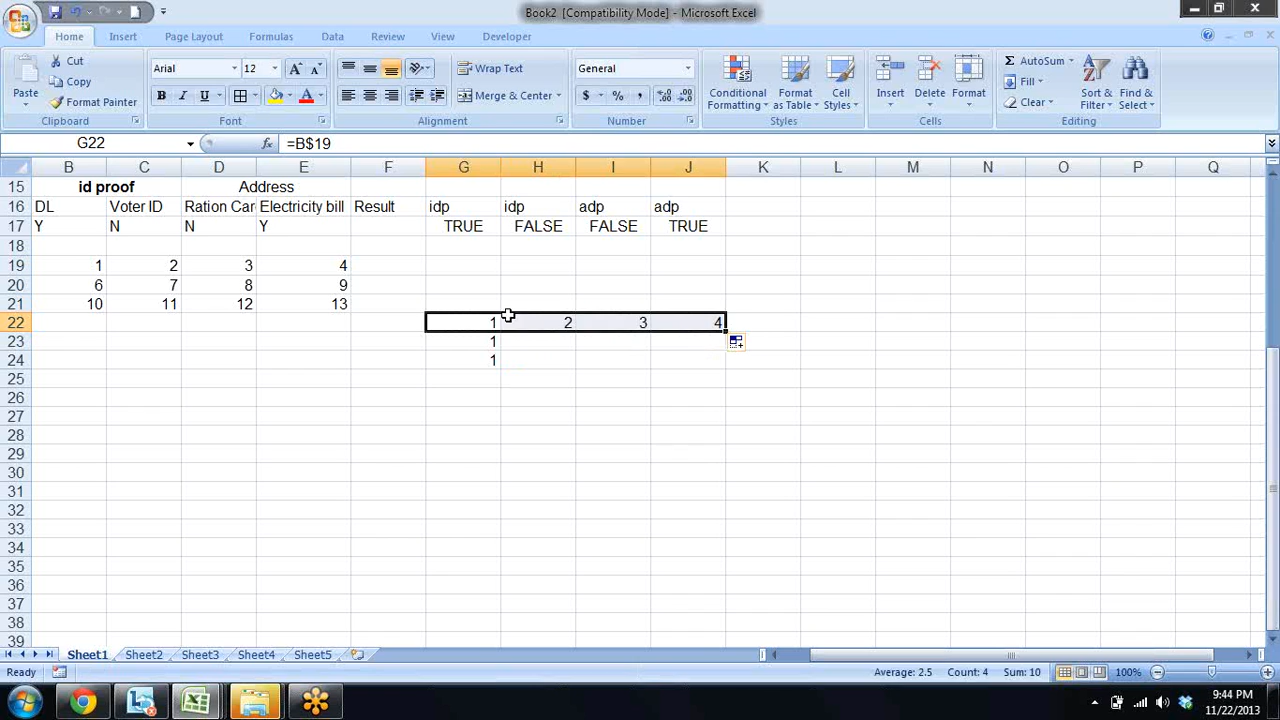 Book2 [Compatibility Mode] - Microsoft Excel
Home Insert Page Layout Formulas Data Review View Developer
Paste Cut Copy Format Painter
Arial 12 A A
B I U A
Wrap Text
Merge & Center
General
$ % ,
Conditional Formatting Format as Table Cell Styles
Insert Delete Format
Σ AutoSum Fill Clear
Sort & Filter Find & Select
Clipboard Font Alignment Number Styles Cells Editing
G22 fx =B$19
B C D E F G H I J K L M N O P Q
15 id proof Address
16 DL Voter ID Ration Car Electricity bill Result idp idp adp adp
17 Y N N Y TRUE FALSE FALSE TRUE
18
19 1 2 3 4
20 6 7 8 9
21 10 11 12 13
22 1 2 3 4
23 1
24 1
25
26
27
28
29
30
31
32
33
34
35
36
37
38
39
Sheet1 Sheet2 Sheet3 Sheet4 Sheet5
Ready Average: 2.5 Count: 4 Sum: 10 100%
9:44 PM
11/22/2013